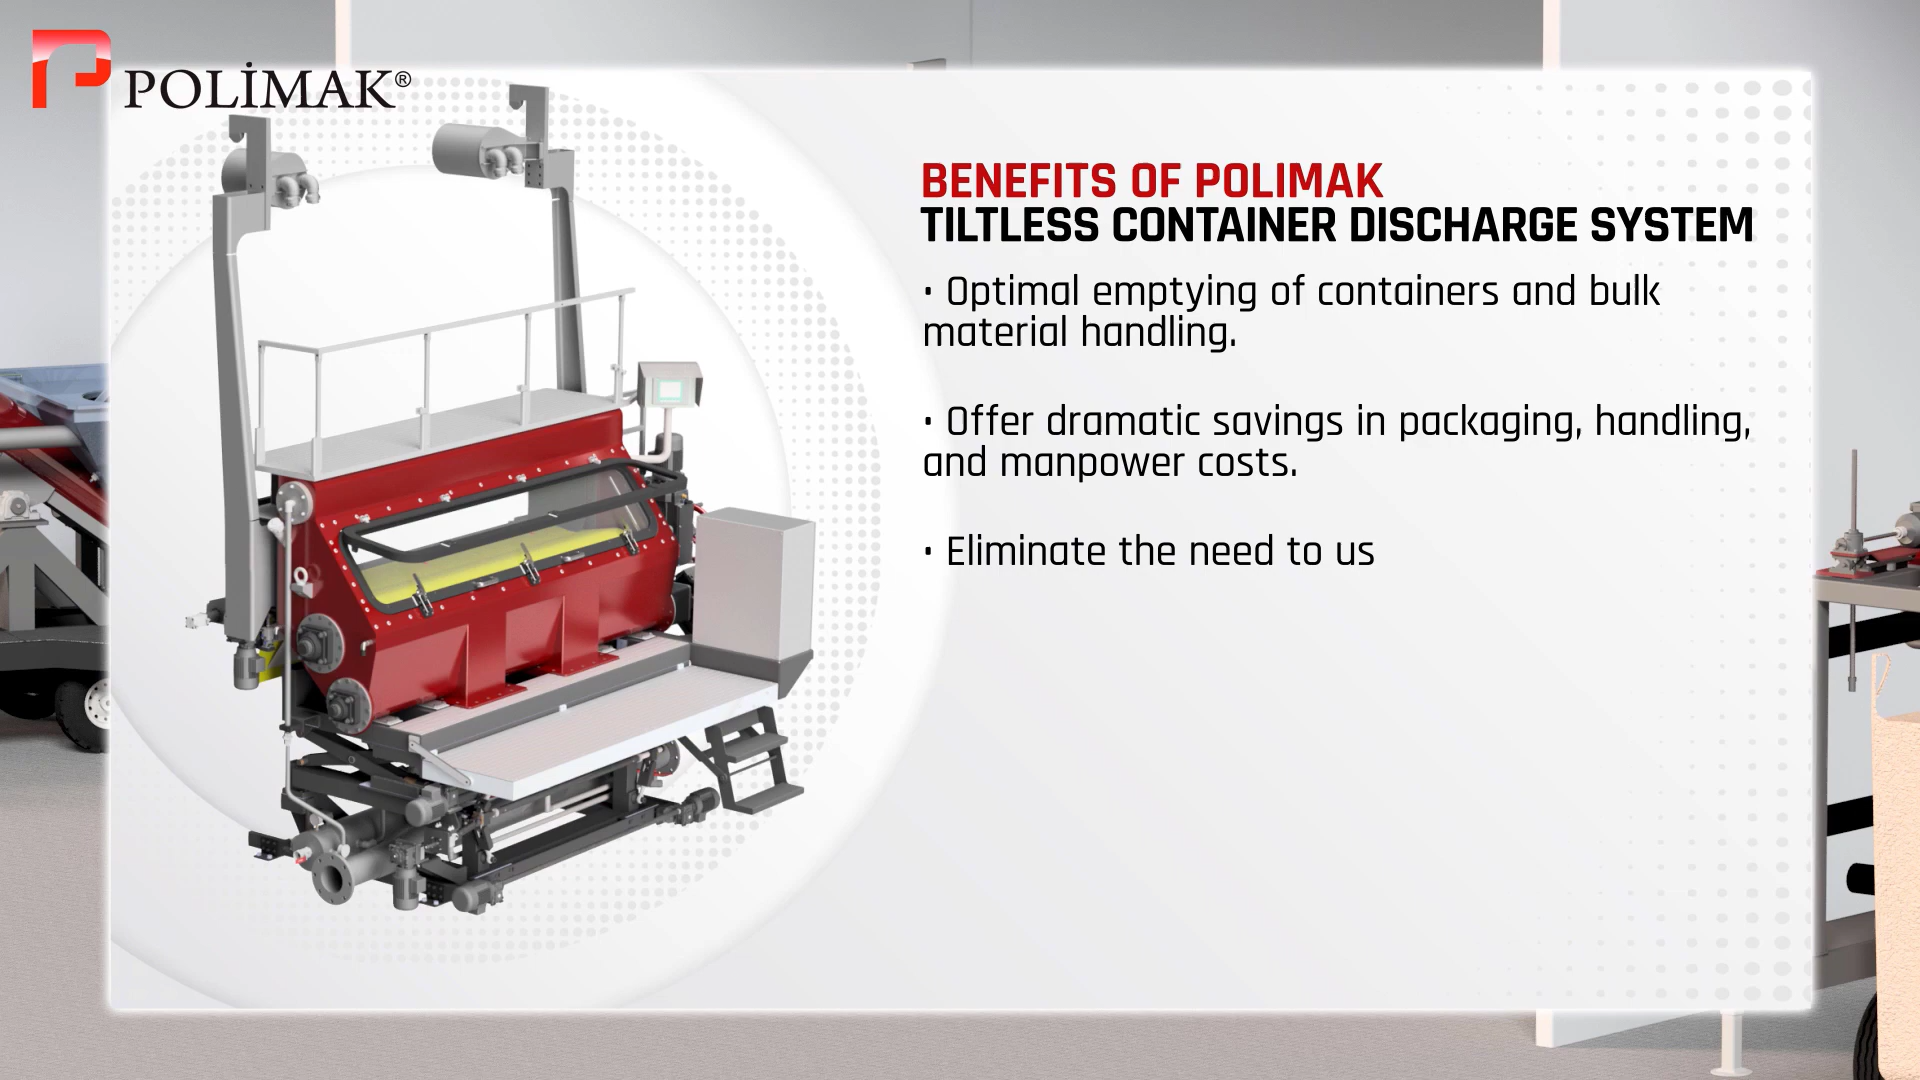 POLİMAK®
BENEFITS OF POLIMAK
TILTLESS CONTAINER DISCHARGE SYSTEM
· Optimal emptying of containers and bulk
material handling.
· Offer dramatic savings in packaging, handling,
and manpower costs.
· Eliminate the need to us